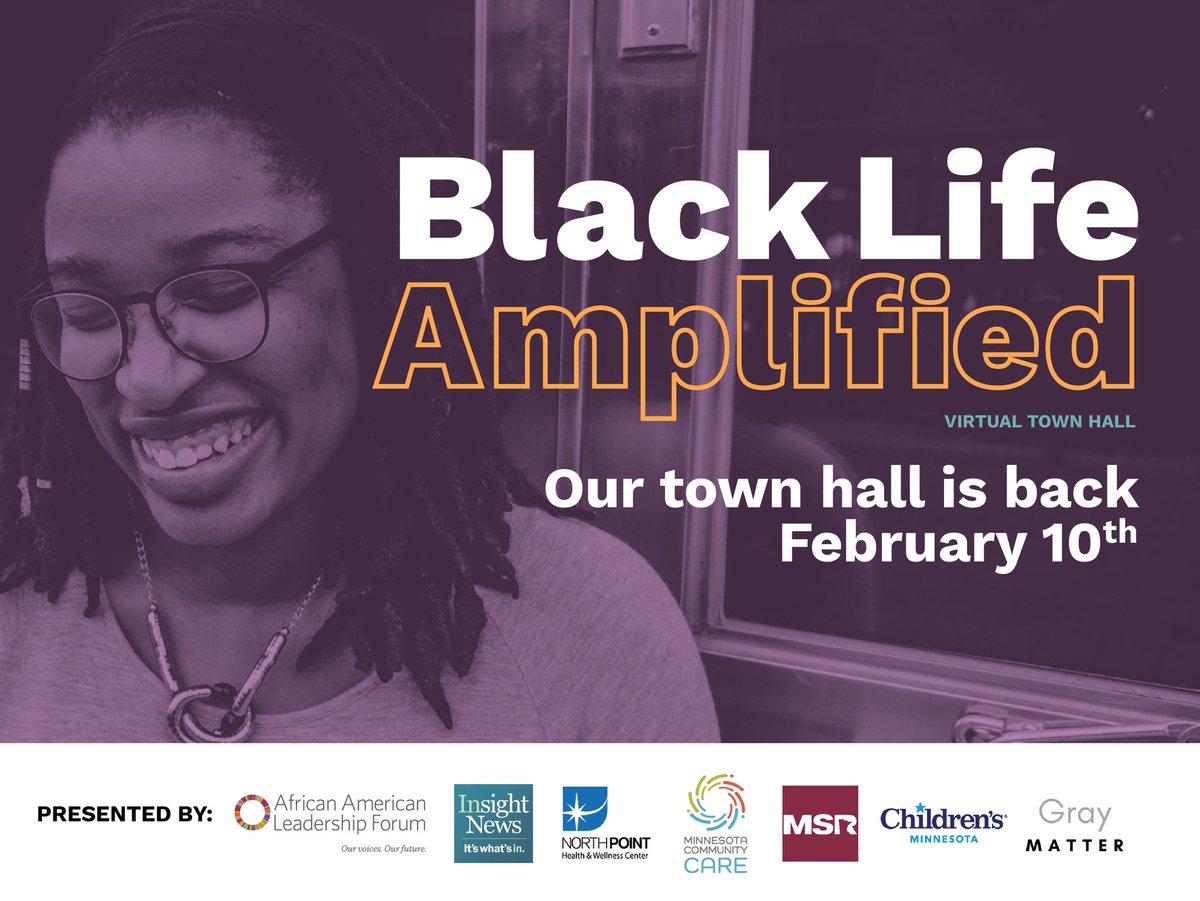 Black Life
Amplified
VIRTUAL TOWN HALL
Our town hall is back
February 10th
PRESENTED BY:
African American
Leadership Forum
Our voices. Our future.
Insight
News
It's what's in.
NORTHPOINT
Health & Wellness Center
MINNESOTA
COMMUNITY
CARE
MSR
Children's
MINNESOTA
Gray
MATTER